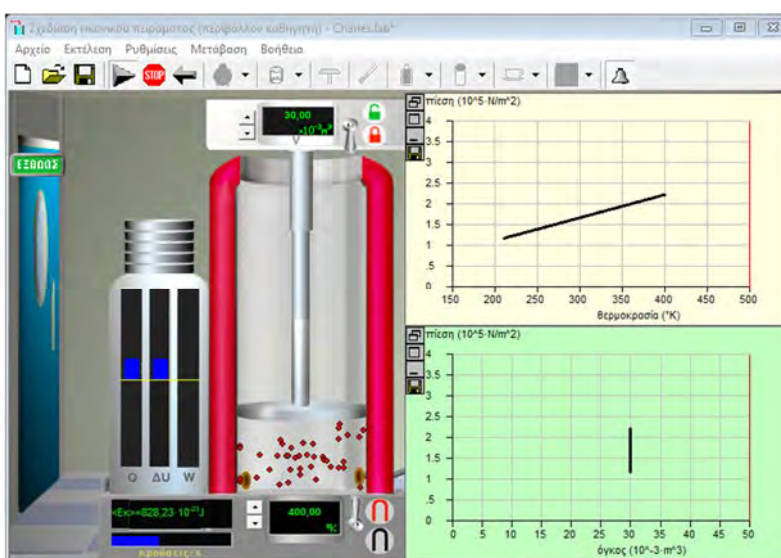 Σχεδίαση εικονικού πειράματος (περιβάλλον καθηγητή) - Charles.lab*
Αρχείο Εκτέλεση Ρυθμίσεις Μετάβαση Βοήθεια
STOP
ΕΞΟΔΟΣ
30,00
×10⁻³m³
V
Q ΔU W
<Εκ>=828,23·10⁻²³J
κρούσεις/s
400,00
°K
πίεση (10^5·N/m^2)
4
3.5
3
2.5
2
1.5
1
.5
0
150 200 250 300 350 400 450 500
θερμοκρασία (°K)
πίεση (10^5·N/m^2)
4
3.5
3
2.5
2
1.5
1
.5
0
0 5 10 15 20 25 30 35 40 45 50
όγκος (10^-3·m^3)